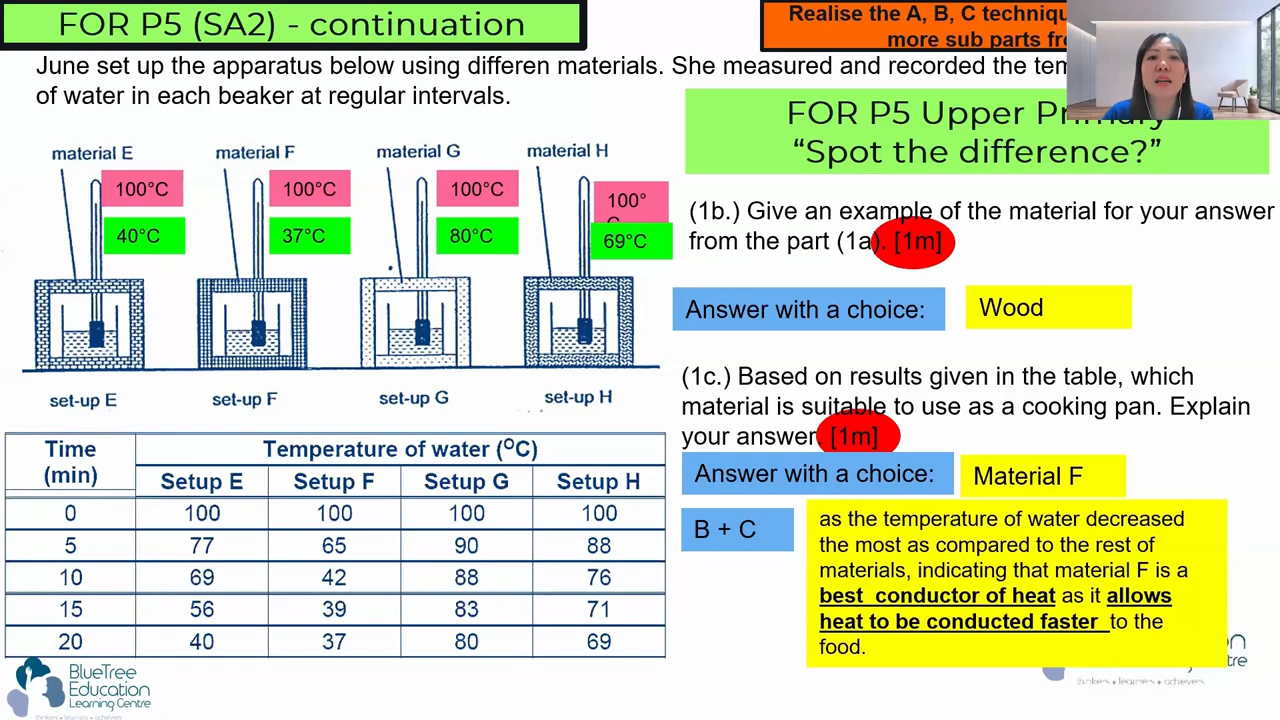 FOR P5 (SA2) - continuation
Realise the A, B, C
more sub parts
June set up the apparatus below using differen materials. She measured and recorded the
of water in each beaker at regular intervals.
FOR P5 Upper Primary
“Spot the difference?”
material E
material F
material G
material H
100°C
100°C
100°C
100°
40°C
37°C
80°C
69°C
set-up E
set-up F
set-up G
set-up H
(1b.) Give an example of the material for your answer
from the part (1a). [1m]
Answer with a choice:
Wood
(1c.) Based on results given in the table, which
material is suitable to use as a cooking pan. Explain
your answer. [1m]
Answer with a choice:
Material F
B + C
as the temperature of water decreased
the most as compared to the rest of
materials, indicating that material F is a
best conductor of heat as it allows
heat to be conducted faster to the
food.
Time (min) Temperature of water (°C)
Setup E Setup F Setup G Setup H
0 100 100 100 100
5 77 65 90 88
10 69 42 88 76
15 56 39 83 71
20 40 37 80 69
BlueTree
Education
Learning Centre
thinkers • learners • achievers
thinkers • learners • achievers